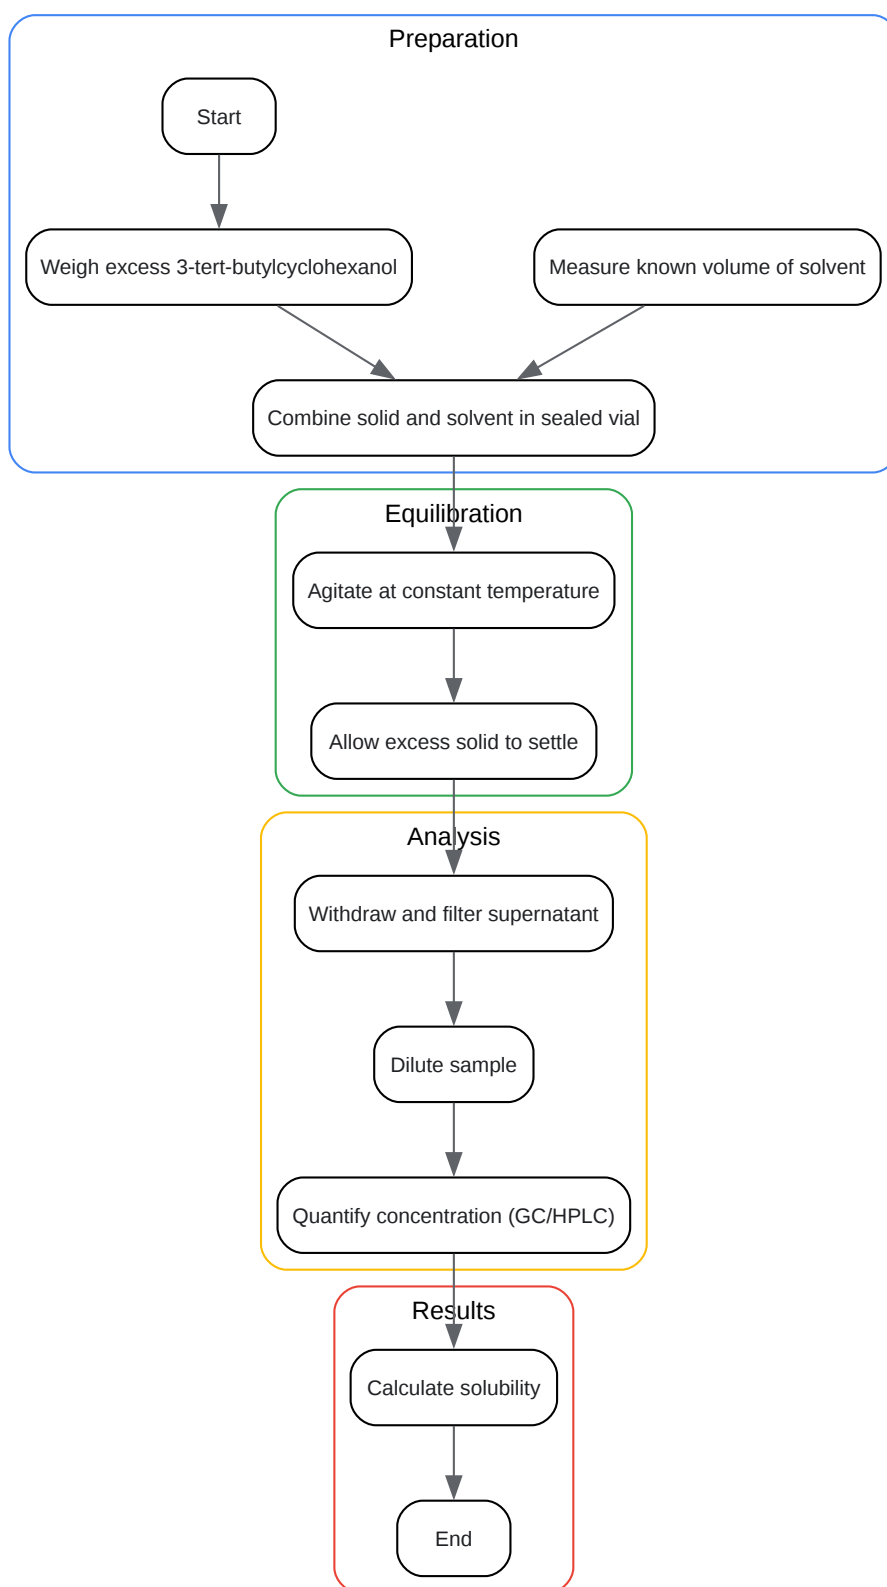 Preparation
Start
Weigh excess 3-tert-butylcyclohexanol
Measure known volume of solvent
Combine solid and solvent in sealed vial
Equilibration
Agitate at constant temperature
Allow excess solid to settle
Analysis
Withdraw and filter supernatant
Dilute sample
Quantify concentration (GC/HPLC)
Results
Calculate solubility
End